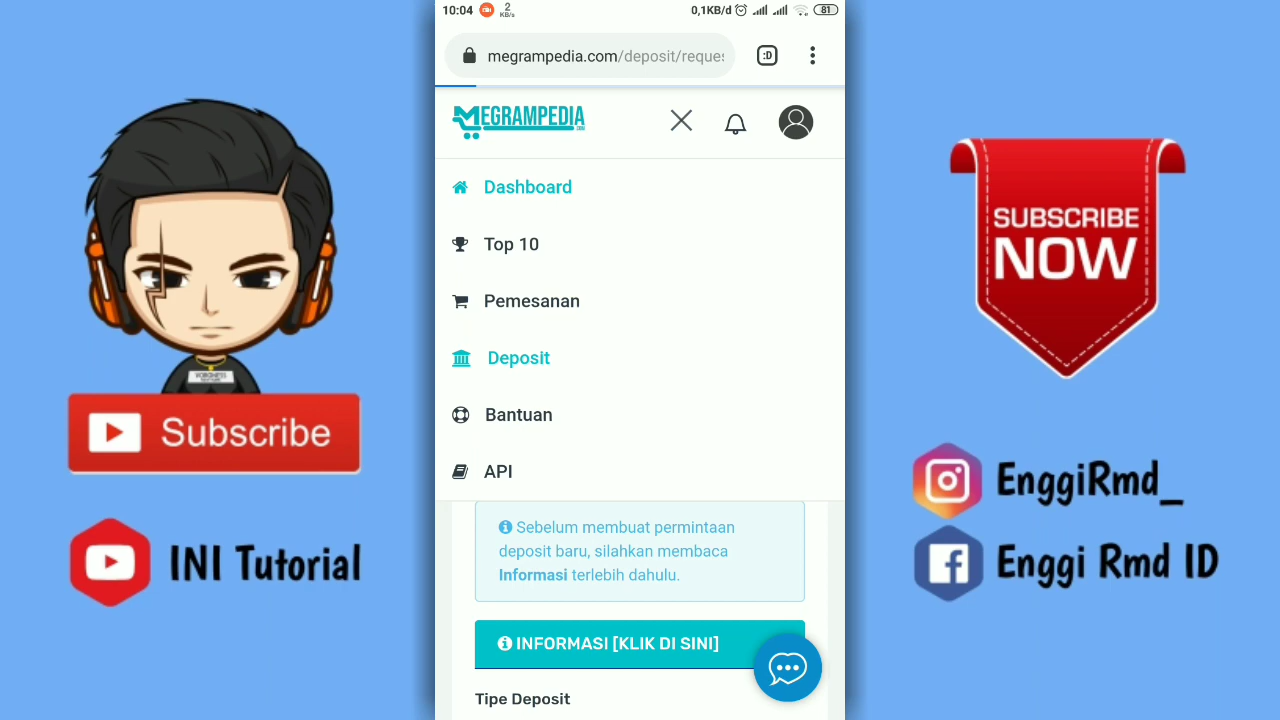 10:04
2
KB/s
0,1KB/d
81
megrampedia.com/deposit/reques
:D
MEGRAMPEDIA
Dashboard
Top 10
Pemesanan
Deposit
Bantuan
API
Sebelum membuat permintaan
deposit baru, silahkan membaca
Informasi terlebih dahulu.
INFORMASI [KLIK DI SINI]
Tipe Deposit
Subscribe
INI Tutorial
SUBSCRIBE
NOW
EnggiRmd_
Enggi Rmd ID